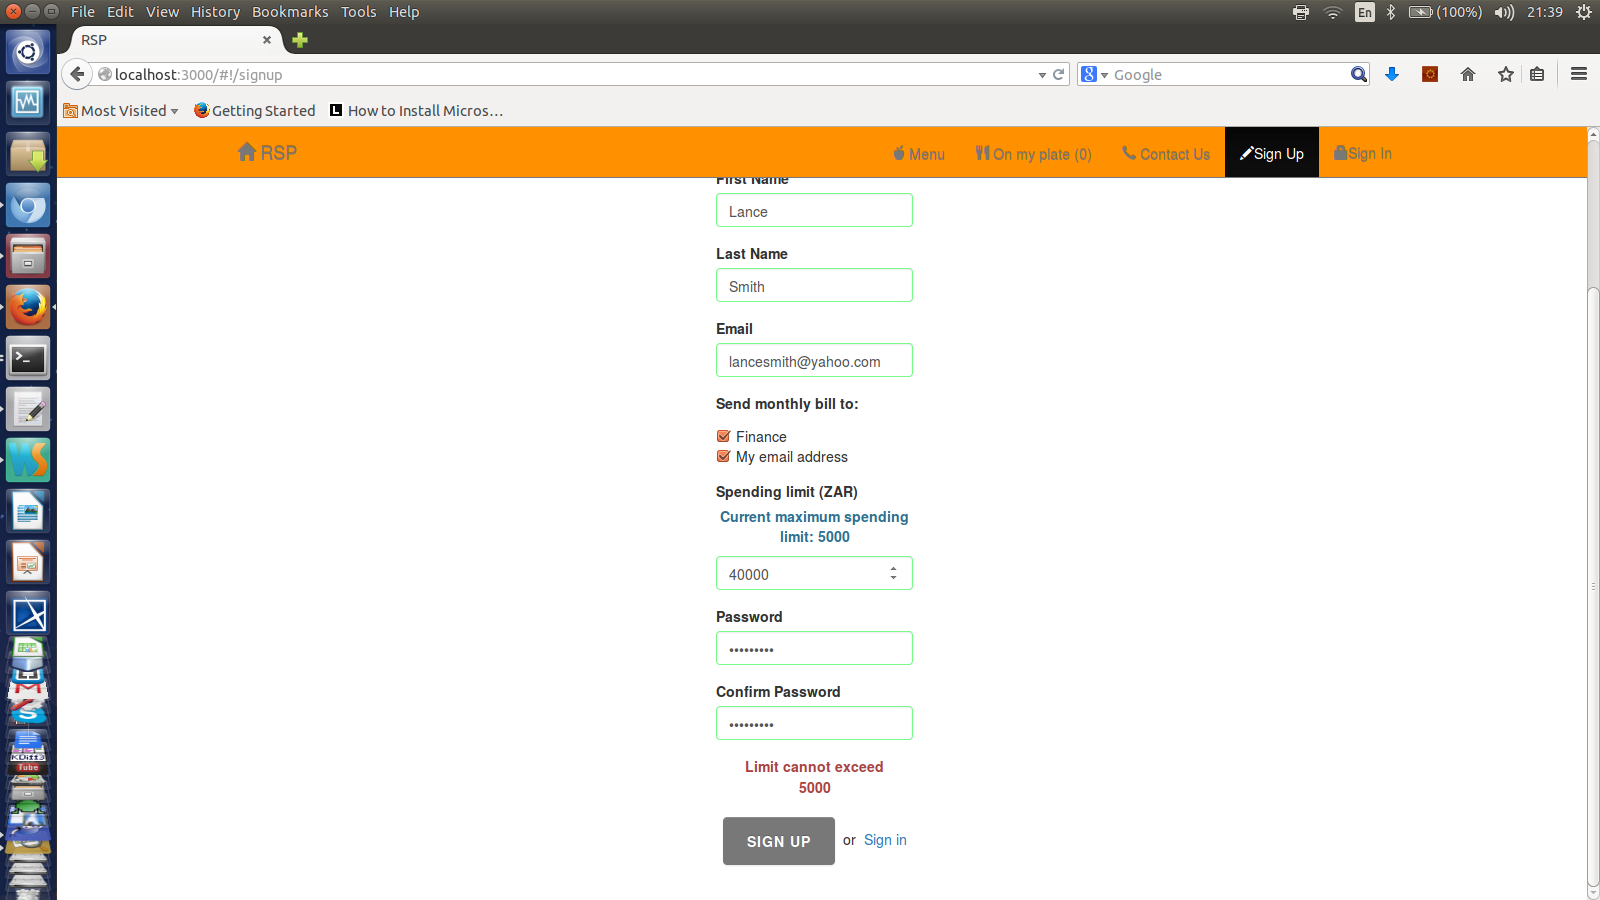 File Edit View History Bookmarks Tools Help
En (100%) 21:39
RSP
localhost:3000/#!/signup
Google
Most Visited Getting Started How to Install Micros...
RSP Menu On my plate (0) Contact Us Sign Up Sign In
First Name
Lance
Last Name
Smith
Email
lancesmith@yahoo.com
Send monthly bill to:
Finance
My email address
Spending limit (ZAR)
Current maximum spending
limit: 5000
40000
Password
•••••••••
Confirm Password
•••••••••
Limit cannot exceed
5000
SIGN UP or Sign in
KDiff3
Tube